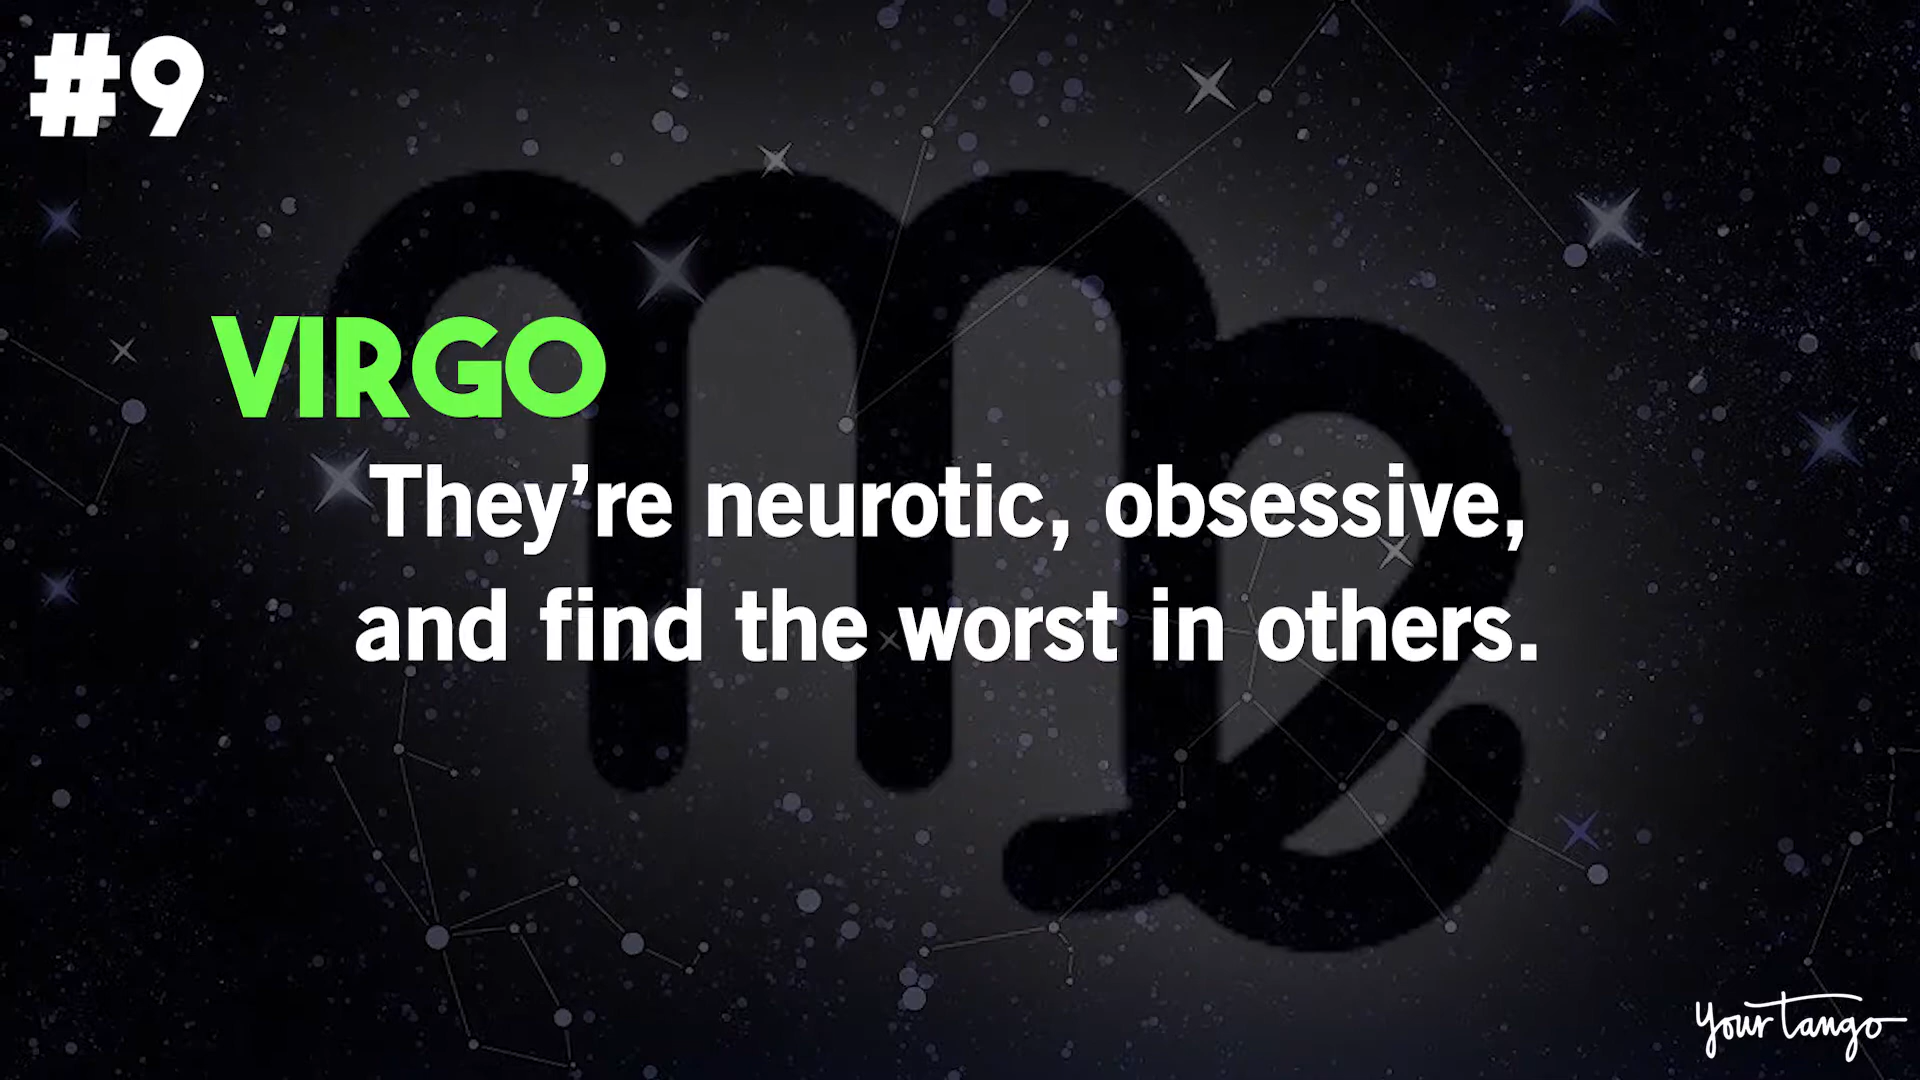 #9
VIRGO
They're neurotic, obsessive,
and find the worst in others.
yourtango